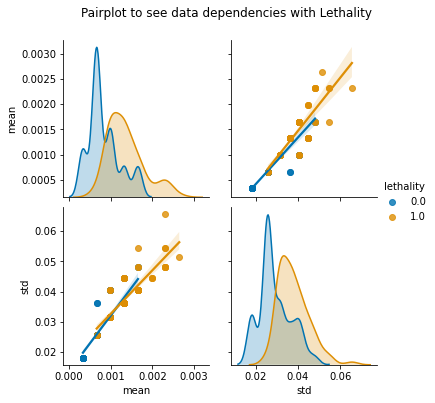 Pairplot to see data dependencies with Lethality
0.0030
0.0025
0.0020
0.0015
0.0010
0.0005
mean
lethality
0.0
1.0
0.06
0.05
0.04
0.03
0.02
std
0.000 0.001 0.002 0.003
mean
0.02 0.04 0.06
std